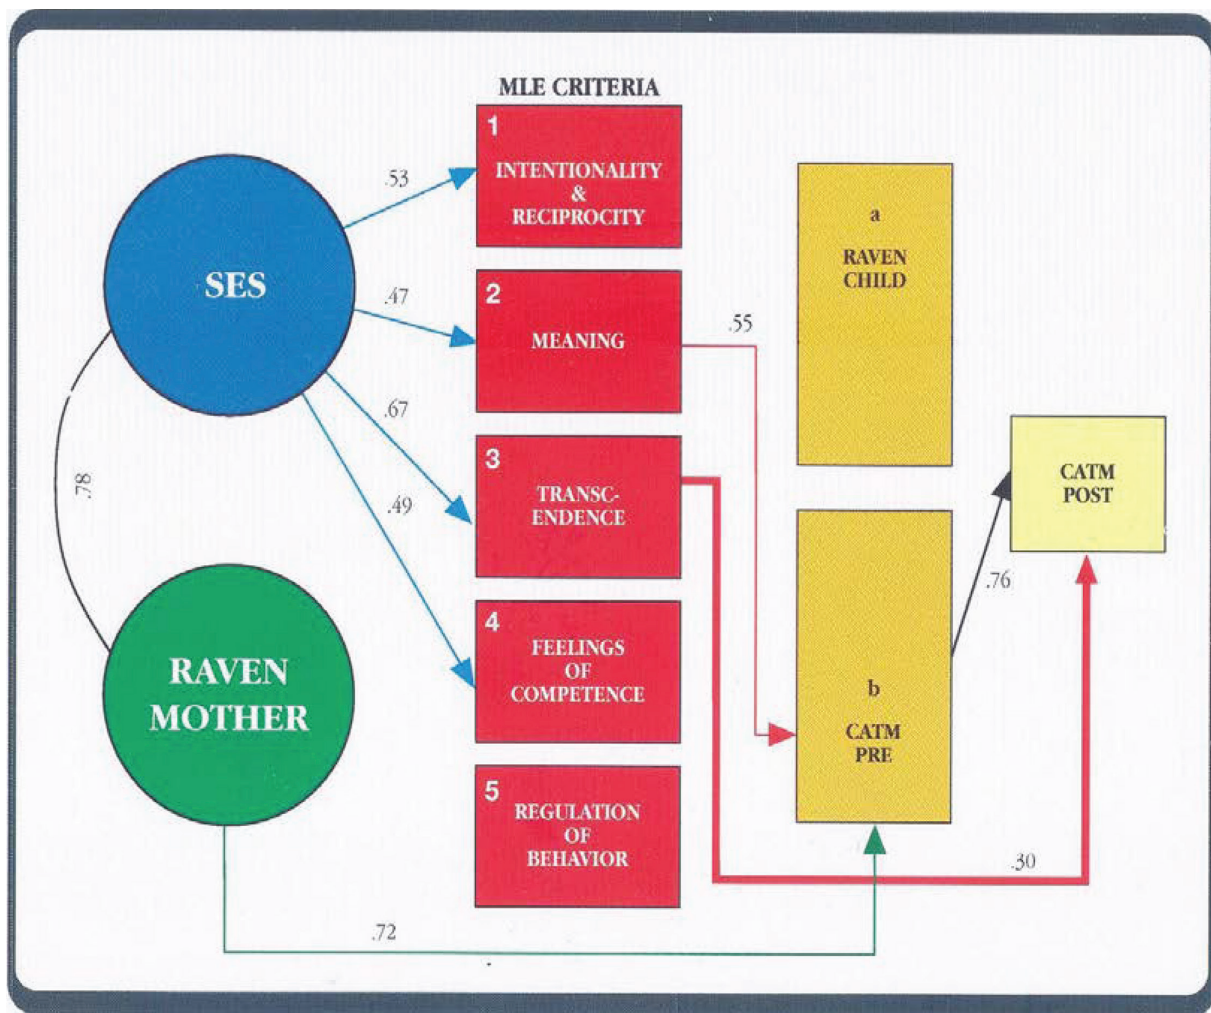 MLE CRITERIA
1
INTENTIONALITY
&
RECIPROCITY
.53
SES
a
RAVEN
CHILD
.47
2
MEANING
.55
.67
3
TRANSC-
ENDENCE
.49
.78
CATM
POST
.76
4
FEELINGS
OF
COMPETENCE
RAVEN
MOTHER
b
CATM
PRE
5
REGULATION
OF
BEHAVIOR
.30
.72